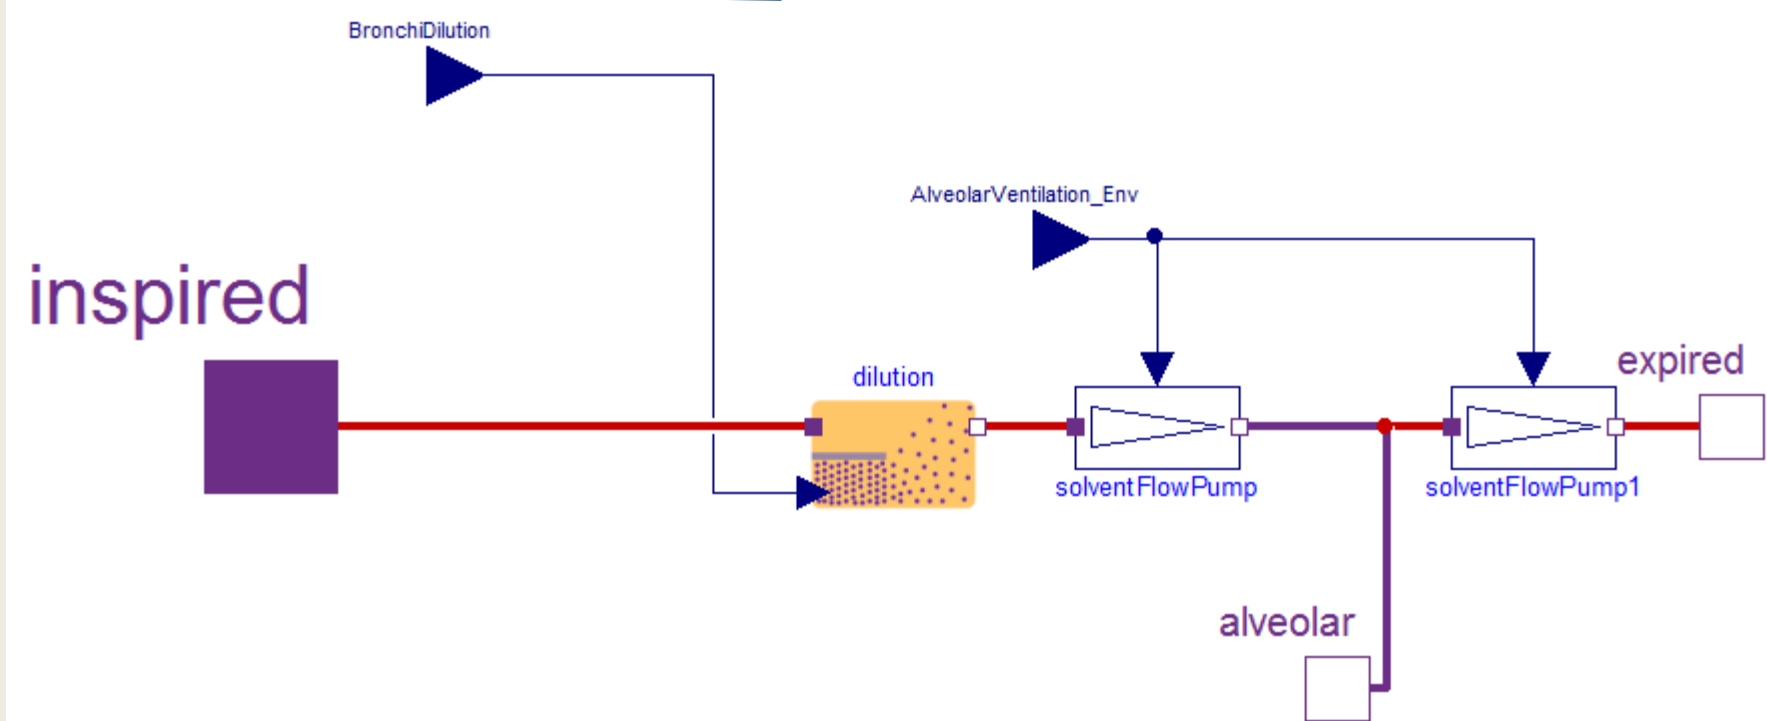 BronchiDilution
AlveolarVentilation_Env
inspired
expired
dilution
solventFlowPump
solventFlowPump1
alveolar